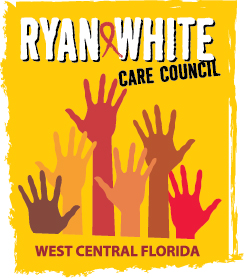 RYAN WHITE
CARE COUNCIL
WEST CENTRAL FLORIDA